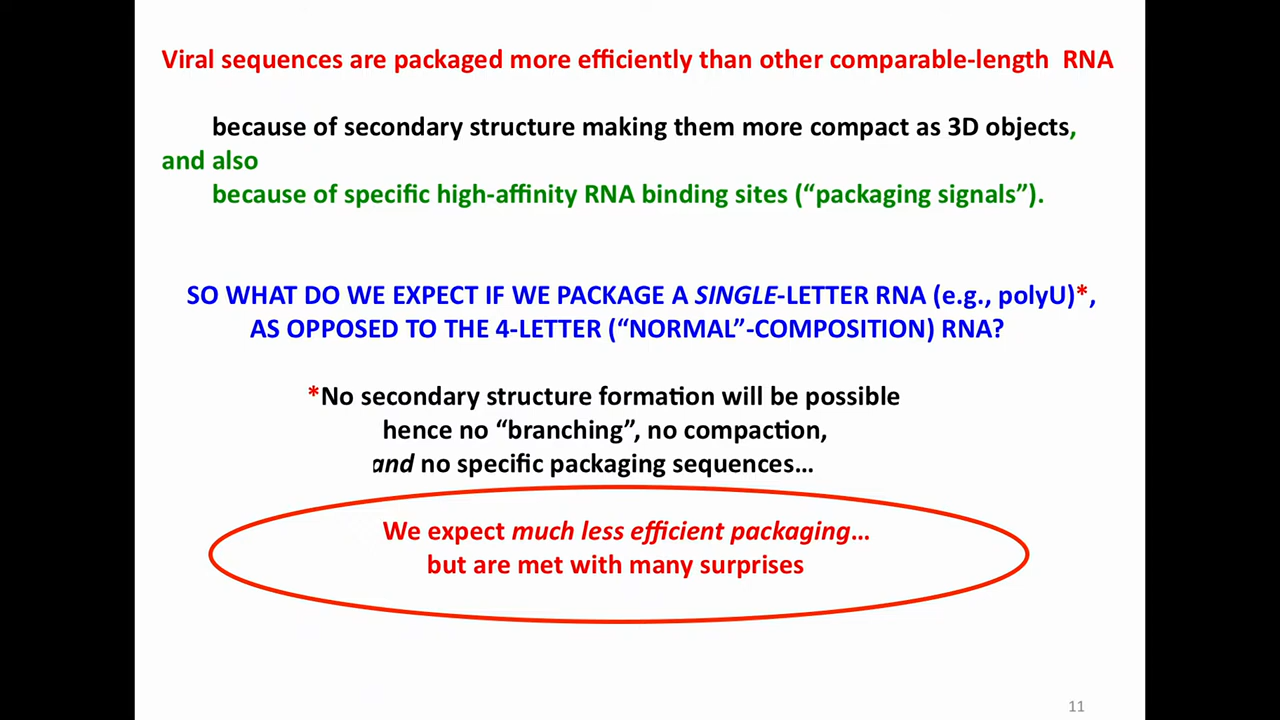 Viral sequences are packaged more efficiently than other comparable-length RNA
because of secondary structure making them more compact as 3D objects,
and also
because of specific high-affinity RNA binding sites (“packaging signals”).
SO WHAT DO WE EXPECT IF WE PACKAGE A SINGLE-LETTER RNA (e.g., polyU)*,
AS OPPOSED TO THE 4-LETTER (“NORMAL”-COMPOSITION) RNA?
*No secondary structure formation will be possible
hence no “branching”, no compaction,
and no specific packaging sequences…
We expect much less efficient packaging…
but are met with many surprises
11